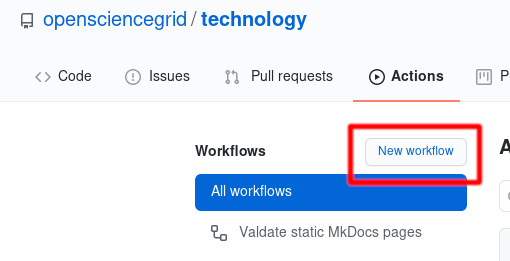 opensciencegrid / technology
Code Issues Pull requests Actions
Workflows New workflow
All workflows
Valdate static MkDocs pages